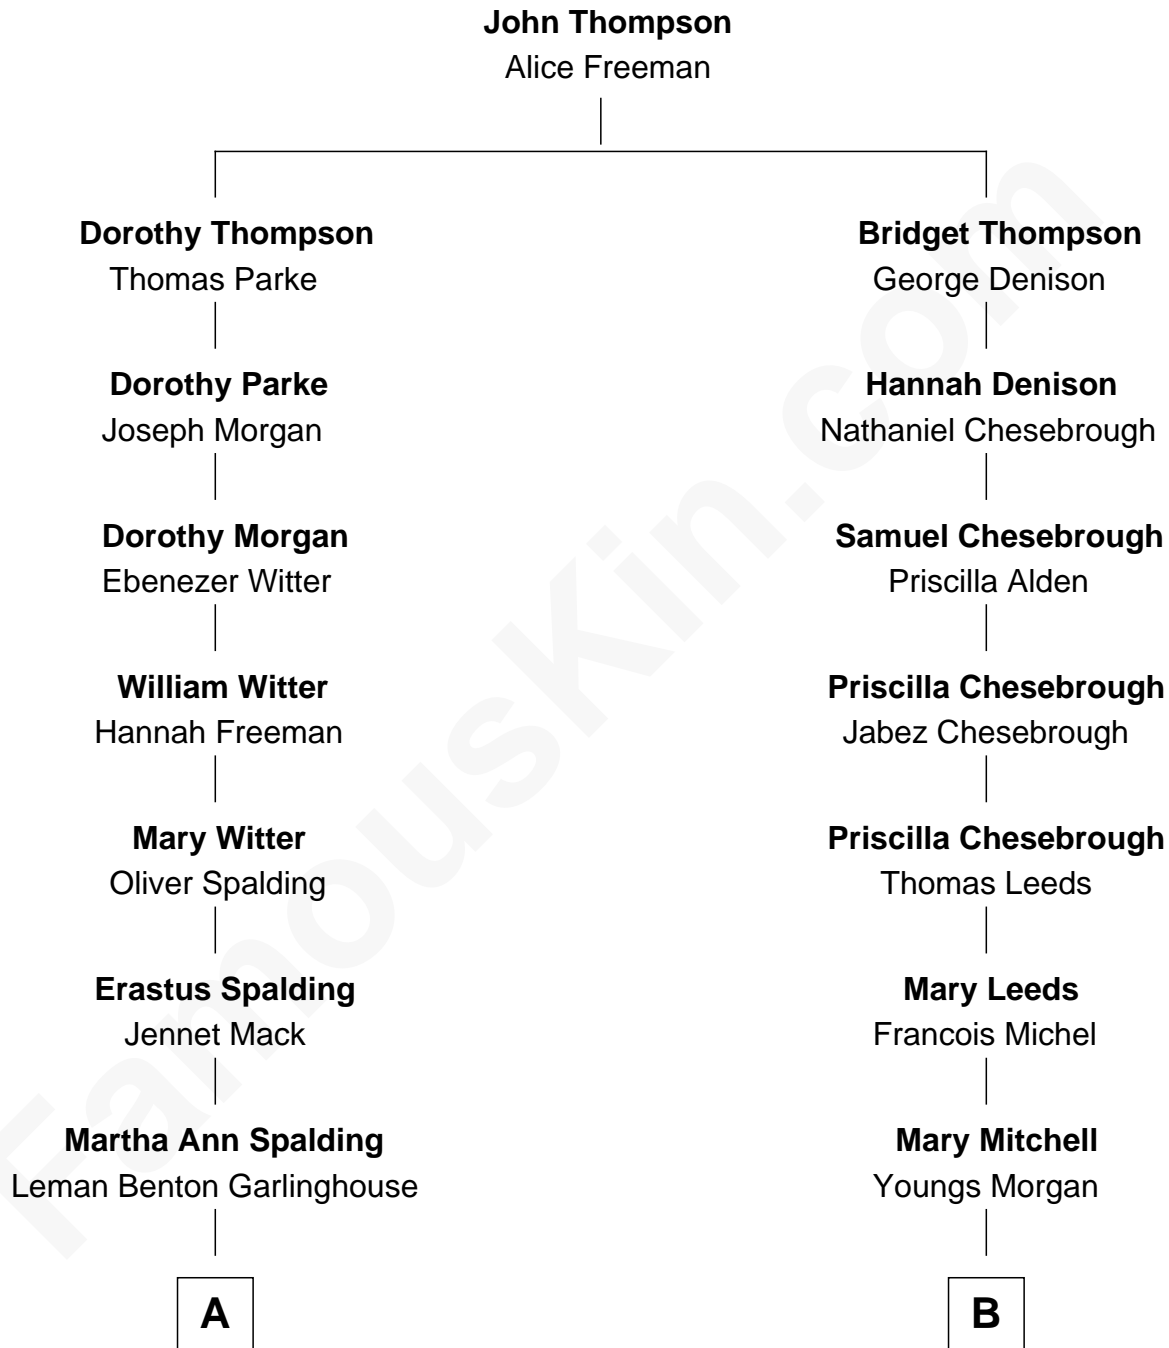 John Thompson
Alice Freeman
Dorothy Thompson
Thomas Parke
Bridget Thompson
George Denison
Dorothy Parke
Joseph Morgan
Hannah Denison
Nathaniel Chesebrough
Dorothy Morgan
Ebenezer Witter
Samuel Chesebrough
Priscilla Alden
William Witter
Hannah Freeman
Priscilla Chesebrough
Jabez Chesebrough
Mary Witter
Oliver Spalding
Priscilla Chesebrough
Thomas Leeds
Erastus Spalding
Jennet Mack
Mary Leeds
Francois Michel
Martha Ann Spalding
Leman Benton Garlinghouse
Mary Mitchell
Youngs Morgan
A
B
FamousKin.com